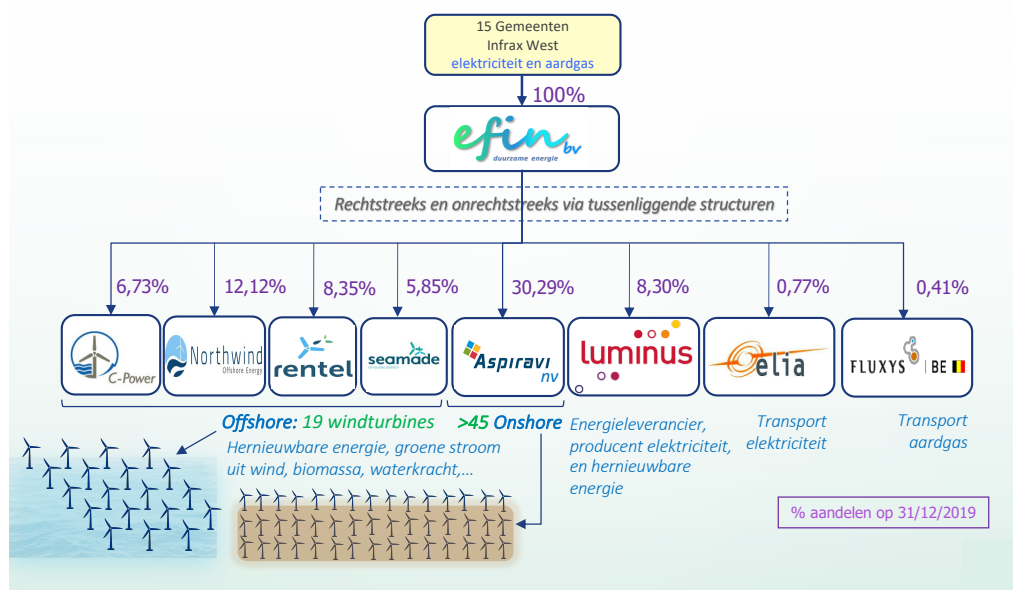 15 Gemeenten
Infrax West
elektriciteit en aardgas
100%
efin bv
duurzame energie
Rechtstreeks en onrechtstreeks via tussenliggende structuren
6,73%
12,12%
8,35%
5,85%
30,29%
8,30%
0,77%
0,41%
C-Power
Northwind
Offshore Energy
rentel
seamade
OFFSHORE ENERGY
Aspiravi
nv
luminus
elia
FLUXYS | BE
Offshore: 19 windturbines
>45 Onshore
Hernieuwbare energie, groene stroom
uit wind, biomassa, waterkracht,...
Energieleverancier,
producent elektriciteit,
en hernieuwbare
energie
Transport
elektriciteit
Transport
aardgas
% aandelen op 31/12/2019